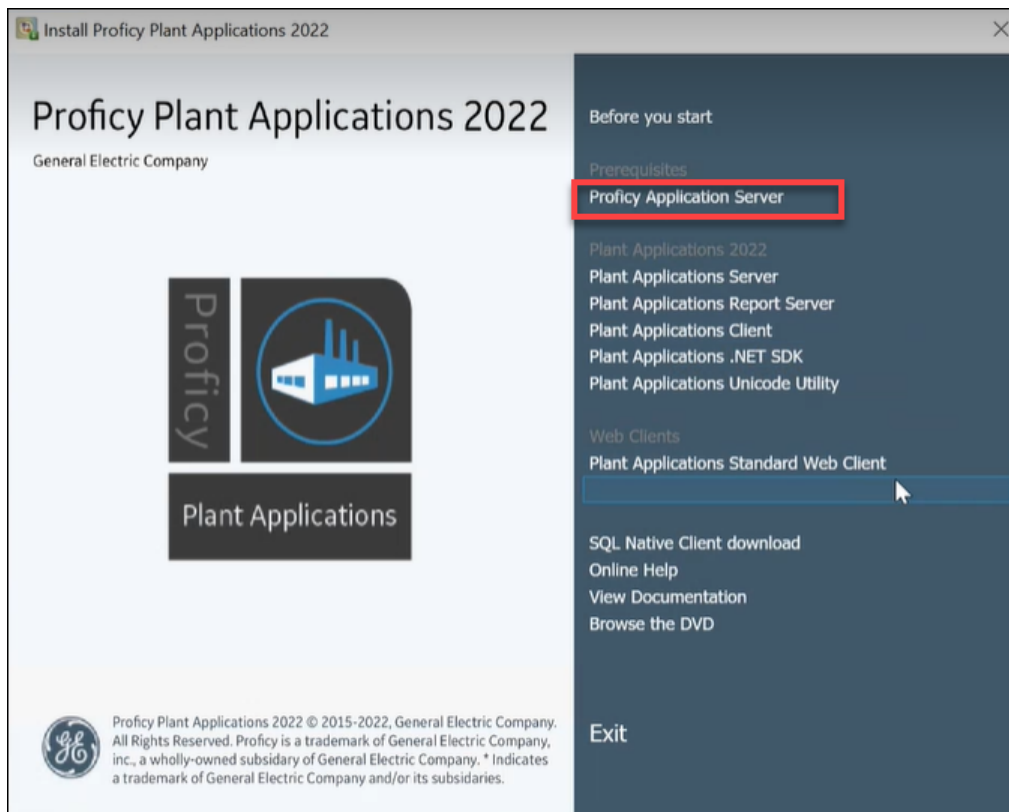 Install Proficy Plant Applications 2022
Proficy Plant Applications 2022
General Electric Company
Proficy
Plant Applications
Proficy Plant Applications 2022 © 2015-2022, General Electric Company.
All Rights Reserved. Proficy is a trademark of General Electric Company,
inc., a wholly-owned subsidary of General Electric Company. * Indicates
a trademark of General Electric Company and/or its subsidaries.
Before you start
Prerequisites
Proficy Application Server
Plant Applications 2022
Plant Applications Server
Plant Applications Report Server
Plant Applications Client
Plant Applications .NET SDK
Plant Applications Unicode Utility
Web Clients
Plant Applications Standard Web Client
SQL Native Client download
Online Help
View Documentation
Browse the DVD
Exit